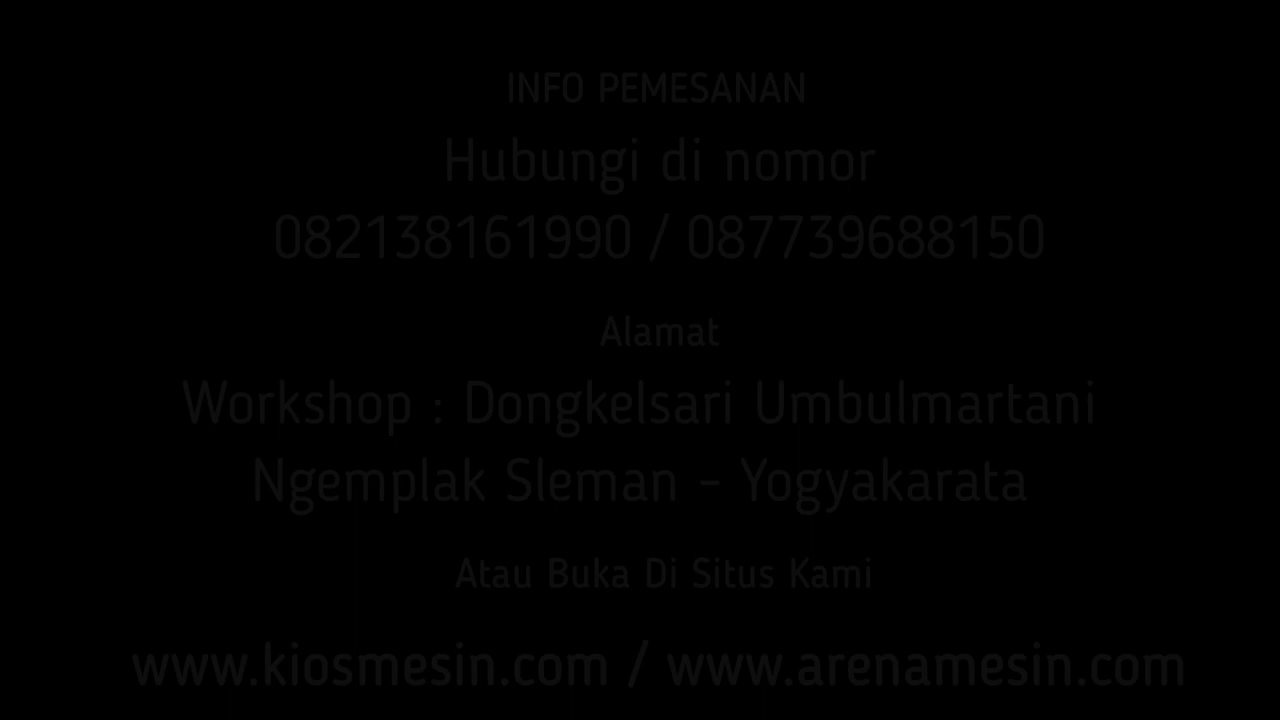 INFO PEMESANAN
Hubungi di nomor
082138161990 / 087739688150
Alamat
Workshop : Dongkelsari Umbulmartani
Ngemplak Sleman - Yogyakarata
Atau Buka Di Situs Kami
www.kiosmesin.com / www.arenamesin.com